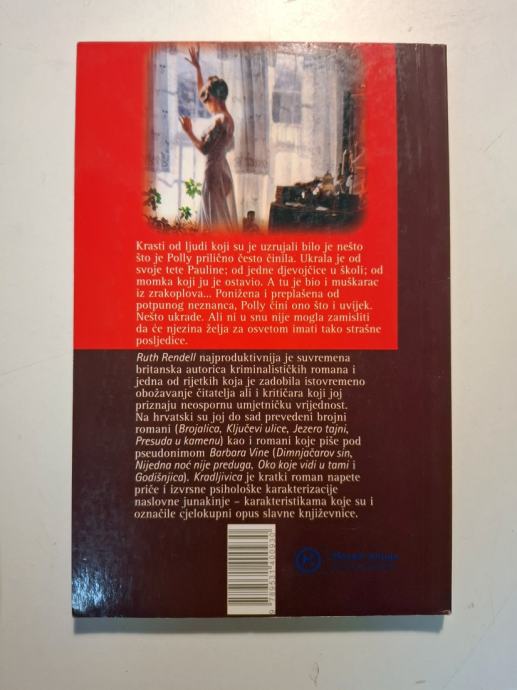 Krasti od ljudi koji su je uzrujali bilo je nešto
što je Polly prilično često činila. Ukrala je od
svoje tete Pauline; od jedne djevojčice u školi; od
momka koji ju je ostavio. A tu je bio i muškarac
iz zrakoplova... Ponižena i preplašena od
potpunog neznanca, Polly čini ono što i uvijek.
Nešto ukrade. Ali ni u snu nije mogla zamisliti
da će njezina želja za osvetom imati tako strašne
posljedice.
Ruth Rendell najproduktivnija je suvremena
britanska autorica kriminalističkih romana i
jedna od rijetkih koja je zadobila istovremeno
obožavanje čitatelja ali i kritičara koji joj
priznaju neospornu umjetničku vrijednost.
Na hrvatski su joj do sad prevedeni brojni
romani (Brojalica, Ključevi ulice, Jezero tajni,
Presuda u kamenu) kao i romani koje piše pod
pseudonimom Barbara Vine (Dimnjačarov sin,
Nijedna noć nije preduga, Oko koje vidi u tami i
Godišnjica). Kradljivica je kratki roman napete
priče i izvrsne psihološke karakterizacije
naslovne junakinje – karakteristikama koje su i
označile cjelokupni opus slavne književnice.
9 789531 400930